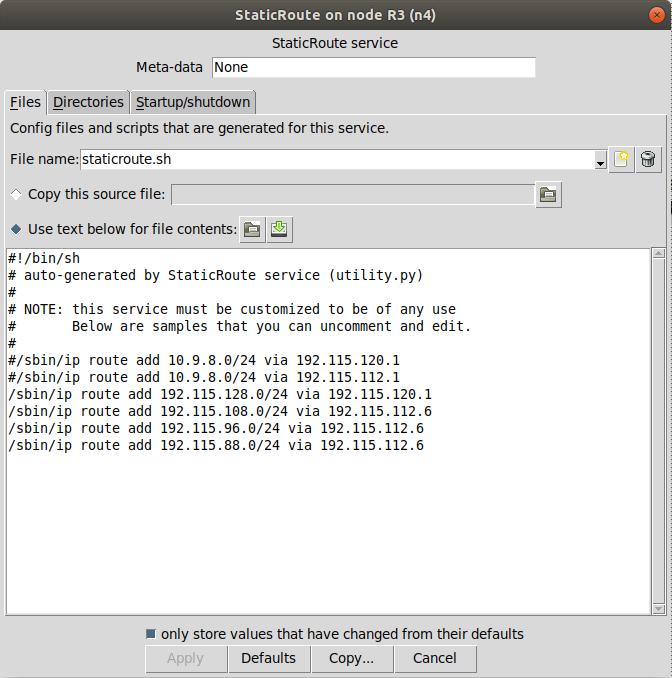 StaticRoute on node R3 (n4)
StaticRoute service
Meta-data None
Files Directories Startup/shutdown
Config files and scripts that are generated for this service.
File name: staticroute.sh
Copy this source file:
Use text below for file contents:
#!/bin/sh
# auto-generated by StaticRoute service (utility.py)
#
# NOTE: this service must be customized to be of any use
#       Below are samples that you can uncomment and edit.
#
#/sbin/ip route add 10.9.8.0/24 via 192.115.120.1
#/sbin/ip route add 10.9.8.0/24 via 192.115.112.1
/sbin/ip route add 192.115.128.0/24 via 192.115.120.1
/sbin/ip route add 192.115.108.0/24 via 192.115.112.6
/sbin/ip route add 192.115.96.0/24 via 192.115.112.6
/sbin/ip route add 192.115.88.0/24 via 192.115.112.6
only store values that have changed from their defaults
Apply Defaults Copy... Cancel